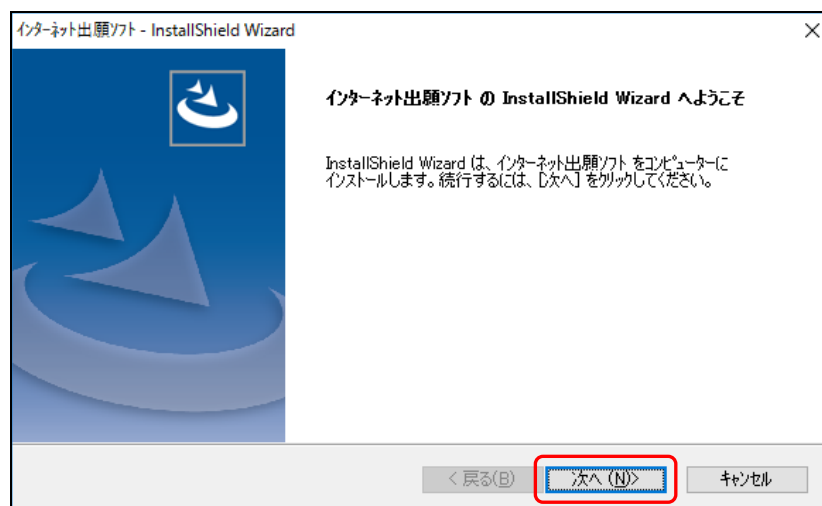 インターネット出願ソフト - InstallShield Wizard
インターネット出願ソフト の InstallShield Wizard へようこそ
InstallShield Wizard は、インターネット出願ソフト をコンピューターに
インストールします。続行するには、[次へ] をクリックしてください。
< 戻る(B)
次へ (N)>
キャンセル